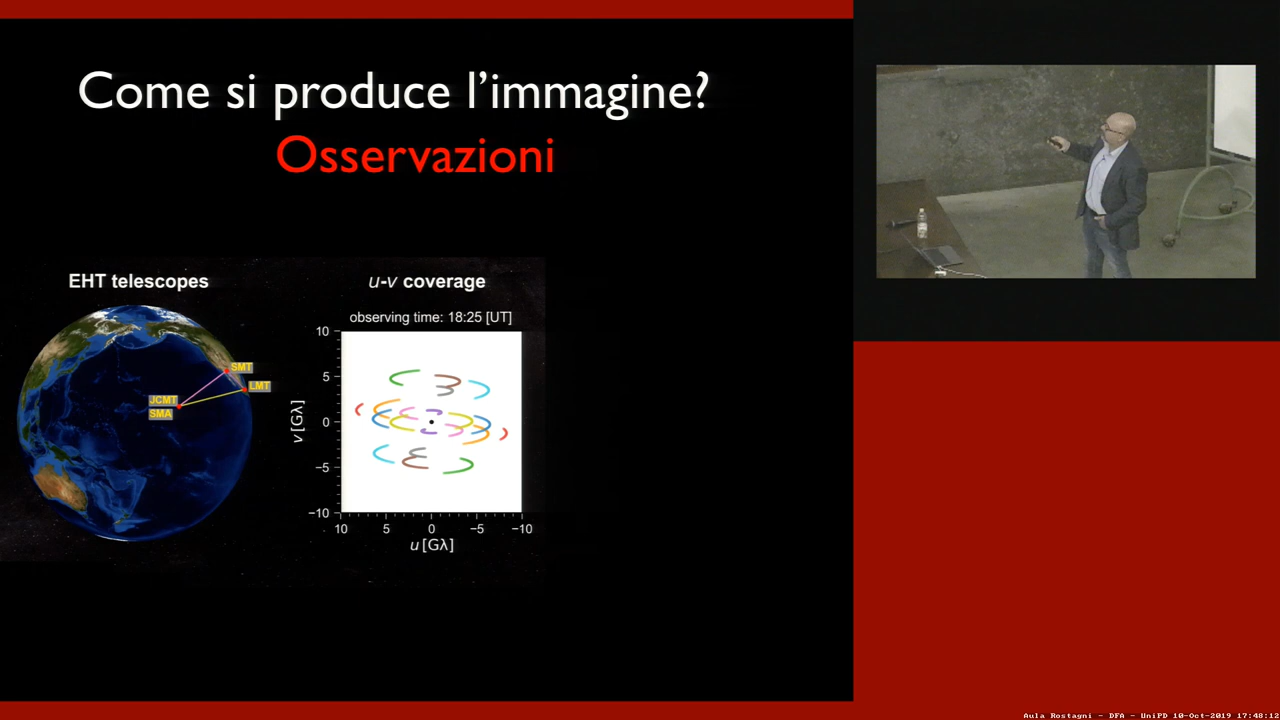 Come si produce l'immagine?
Osservazioni
EHT telescopes
SMT
LMT
JCMT
SMA
u-v coverage
observing time: 18:25 [UT]
10
5
0
−5
−10
v [Gλ]
10 5 0 −5 −10
u [Gλ]
Aula Rostagni - DFA - UniPD 10-Oct-2019 17:48:12